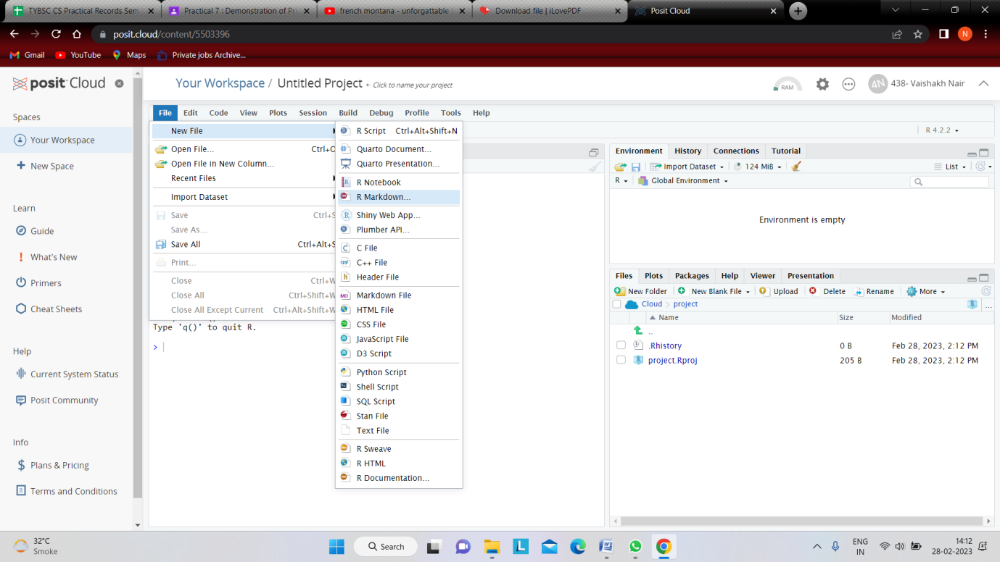 TYBSC CS Practical Records Sem
Practical 7 : Demonstration of Pri
french montana - unforgattable
Download file | iLovePDF
Posit Cloud
posit.cloud/content/5503396
N
Gmail
YouTube
Maps
Private jobs Archive...
posit Cloud
Your Workspace / Untitled Project
← Click to name your project
RAM
4N
438- Vaishakh Nair
Spaces
Your Workspace
New Space
Learn
Guide
What's New
Primers
Cheat Sheets
Help
Current System Status
Posit Community
Info
Plans & Pricing
Terms and Conditions
File Edit Code View Plots Session Build Debug Profile Tools Help
R 4.2.2
New File
Open File... Ctrl+O
Open File in New Column...
Recent Files
Import Dataset
Save Ctrl+S
Save As...
Save All Ctrl+Alt+S
Print...
Close Ctrl+W
Close All Ctrl+Shift+W
Close All Except Current Ctrl+Alt+Shift+W
Type 'q()' to quit R.
>
R Script Ctrl+Alt+Shift+N
Quarto Document...
Quarto Presentation...
R Notebook
R Markdown...
Shiny Web App...
Plumber API...
C File
C++ File
Header File
Markdown File
HTML File
CSS File
JavaScript File
D3 Script
Python Script
Shell Script
SQL Script
Stan File
Text File
R Sweave
R HTML
R Documentation...
Environment History Connections Tutorial
Import Dataset 124 MiB List
R Global Environment
Environment is empty
Files Plots Packages Help Viewer Presentation
New Folder New Blank File Upload Delete Rename More
Cloud project ...
Name Size Modified
..
.Rhistory 0 B Feb 28, 2023, 2:12 PM
project.Rproj 205 B Feb 28, 2023, 2:12 PM
32°C
Smoke
Search
ENG
IN
14:12
28-02-2023